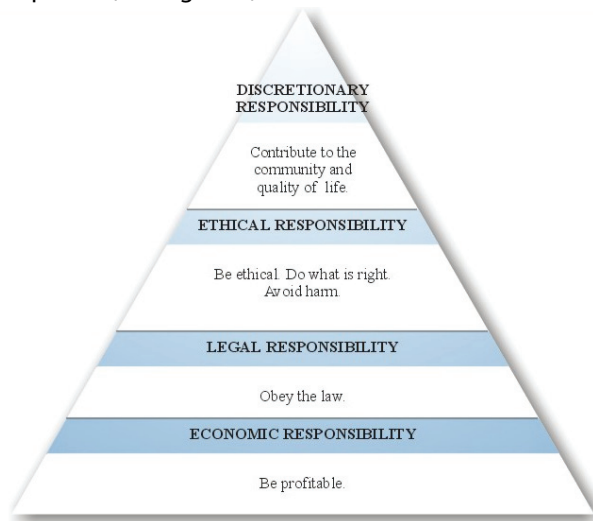 DISCRETIONARY
RESPONSIBILITY
Contribute to the
community and
quality of life.
ETHICAL RESPONSIBILITY
Be ethical. Do what is right.
Avoid harm.
LEGAL RESPONSIBILITY
Obey the law.
ECONOMIC RESPONSIBILITY
Be profitable.